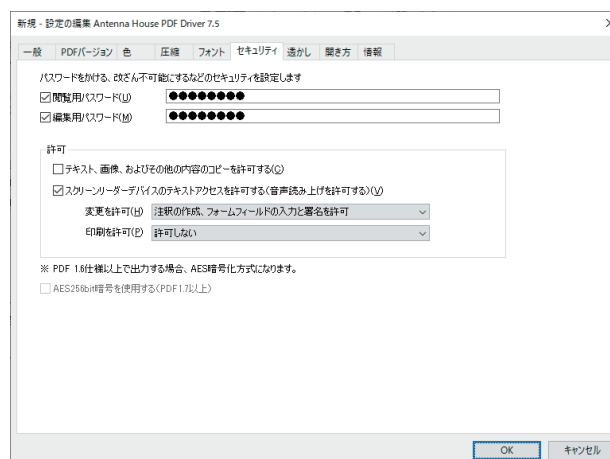 新規 - 設定の編集 Antenna House PDF Driver 7.5
一般 PDFバージョン 色 圧縮 フォント セキュリティ 透かし 開き方 情報
パスワードをかける、改ざん不可能にするなどのセキュリティを設定します
閲覧用パスワード(U) ●●●●●●●●
編集用パスワード(M) ●●●●●●●●
許可
テキスト、画像、およびその他の内容のコピーを許可する(C)
スクリーンリーダーデバイスのテキストアクセスを許可する(音声読み上げを許可する)(V)
変更を許可(H) 注釈の作成、フォームフィールドの入力と署名を許可
印刷を許可(P) 許可しない
※ PDF 1.6仕様以上で出力する場合、AES暗号化方式になります。
AES256bit暗号を使用する(PDF1.7以上)
OK キャンセル